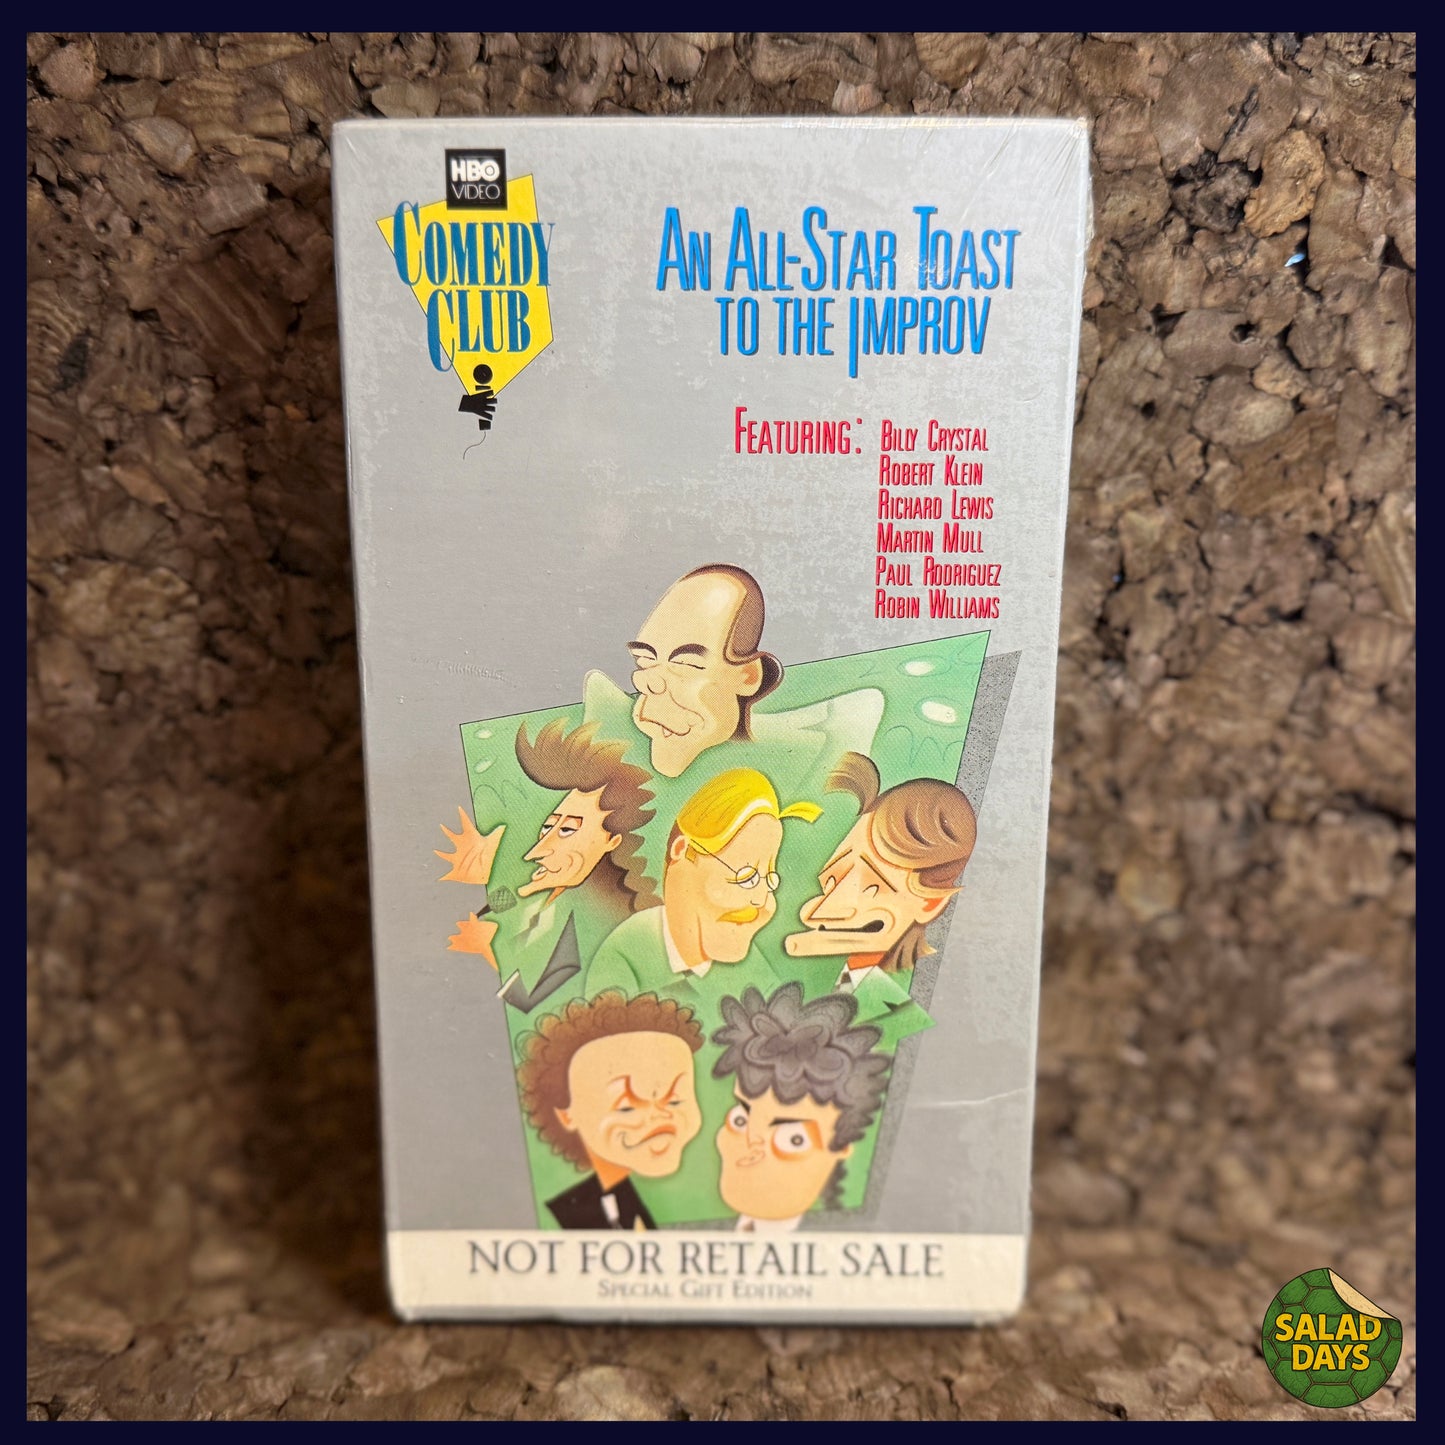 HBO
VIDEO
COMEDY
CLUB
AN ALL-STAR TOAST
TO THE IMPROV
FEATURING: BILLY CRYSTAL
ROBERT KLEIN
RICHARD LEWIS
MARTIN MULL
PAUL RODRIGUEZ
ROBIN WILLIAMS
NOT FOR RETAIL SALE
SPECIAL GIFT EDITION
SALAD
DAYS